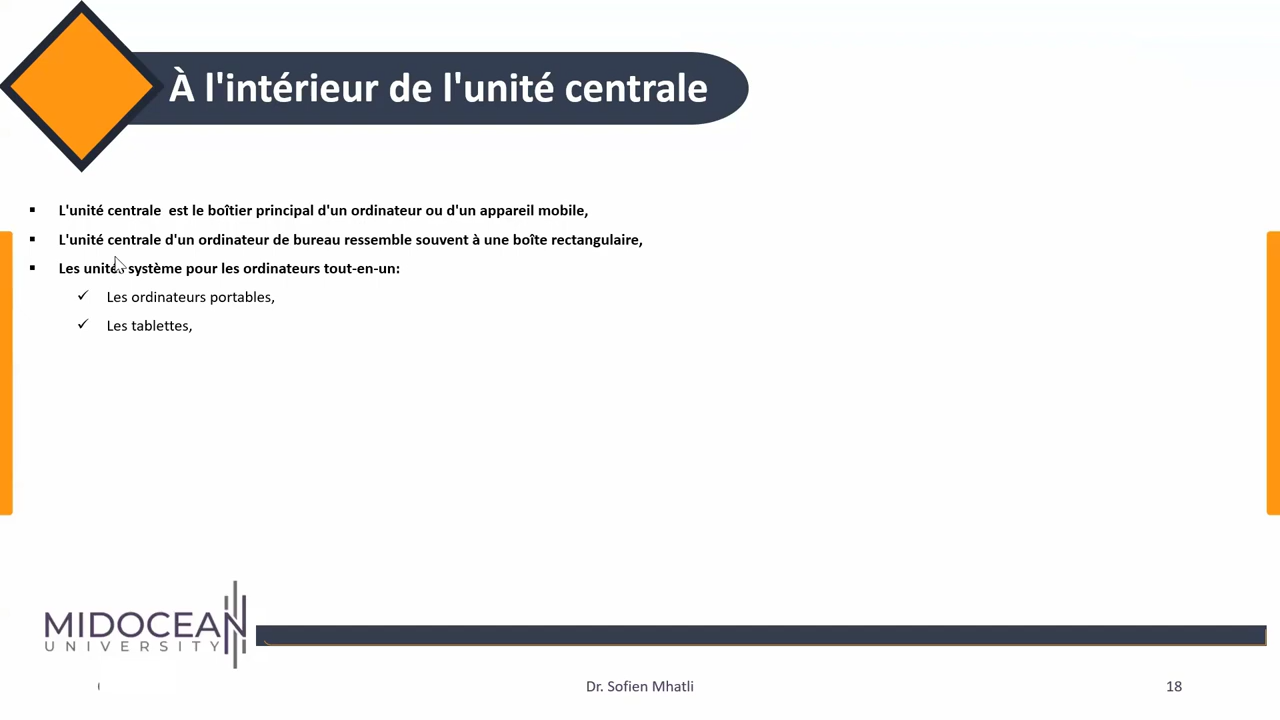 À l'intérieur de l'unité centrale
L'unité centrale est le boîtier principal d'un ordinateur ou d'un appareil mobile,
L'unité centrale d'un ordinateur de bureau ressemble souvent à une boîte rectangulaire,
Les unités système pour les ordinateurs tout-en-un:
Les ordinateurs portables,
Les tablettes,
MIDOCEAN
UNIVERSITY
Dr. Sofien Mhatli
18